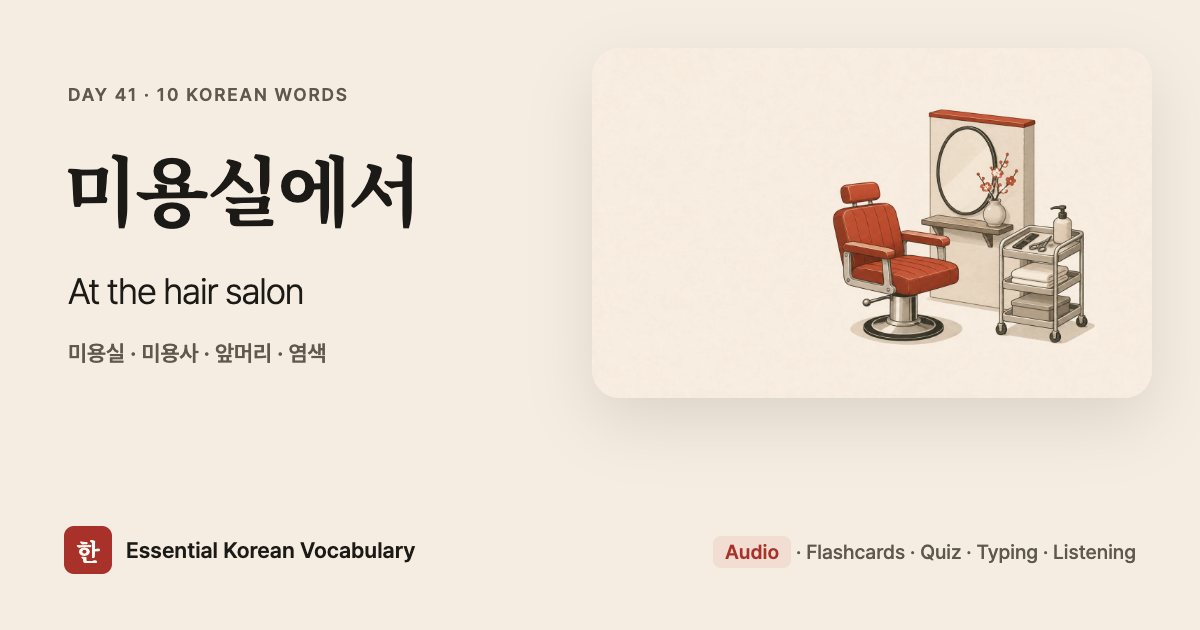 DAY 41 · 10 KOREAN WORDS
미용실에서
At the hair salon
미용실 · 미용사 · 앞머리 · 염색
한 Essential Korean Vocabulary
Audio · Flashcards · Quiz · Typing · Listening